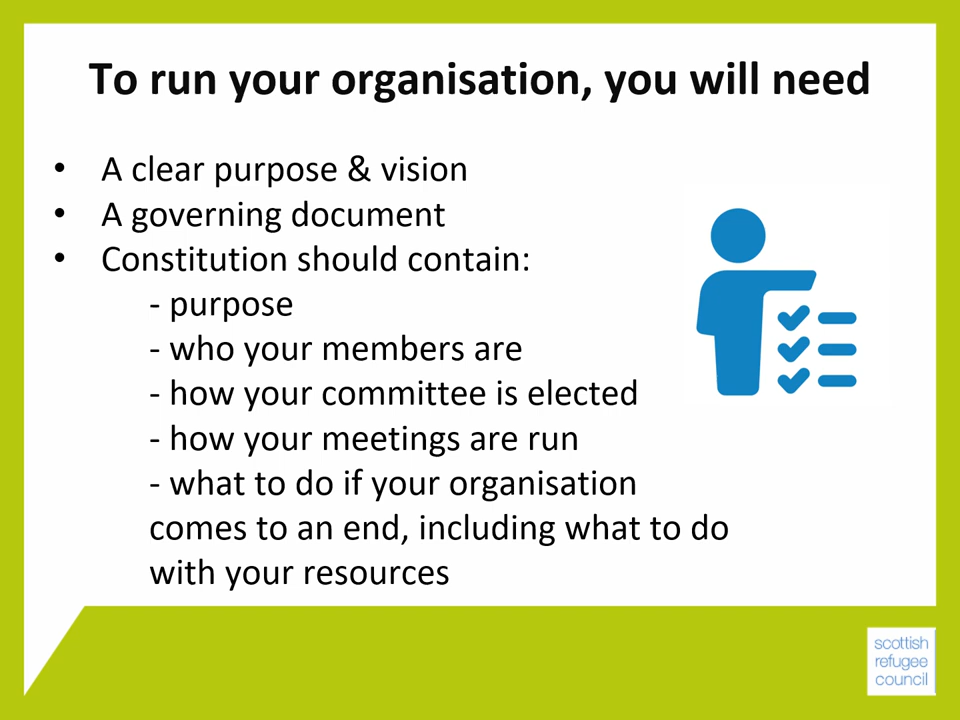 To run your organisation, you will need
• A clear purpose & vision
• A governing document
• Constitution should contain:
- purpose
- who your members are
- how your committee is elected
- how your meetings are run
- what to do if your organisation
comes to an end, including what to do
with your resources
scottish
refugee
council